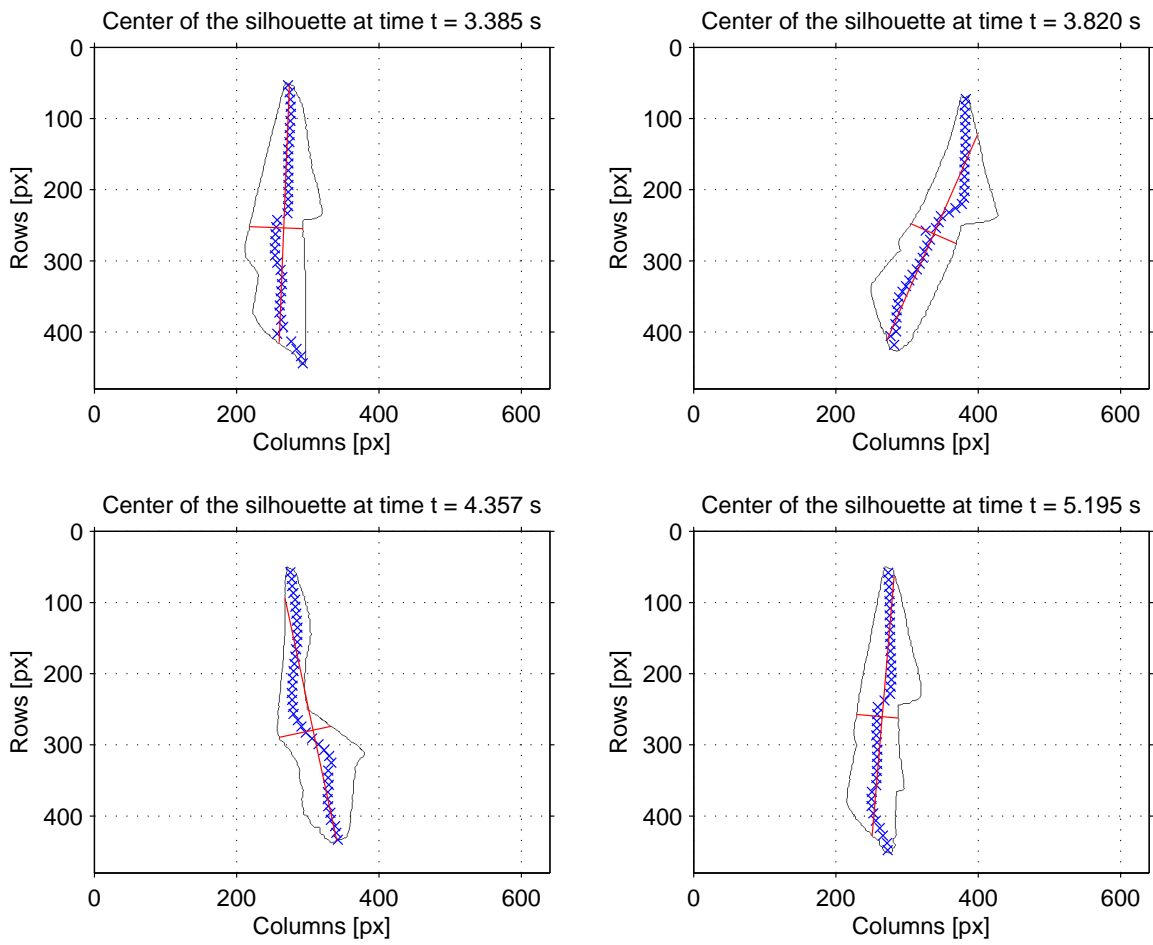 Center of the silhouette at time t = 3.385 s
0
100
200
300
400
Rows [px]
0 200 400 600
Columns [px]
Center of the silhouette at time t = 3.820 s
0
100
200
300
400
Rows [px]
0 200 400 600
Columns [px]
Center of the silhouette at time t = 4.357 s
0
100
200
300
400
Rows [px]
0 200 400 600
Columns [px]
Center of the silhouette at time t = 5.195 s
0
100
200
300
400
Rows [px]
0 200 400 600
Columns [px]